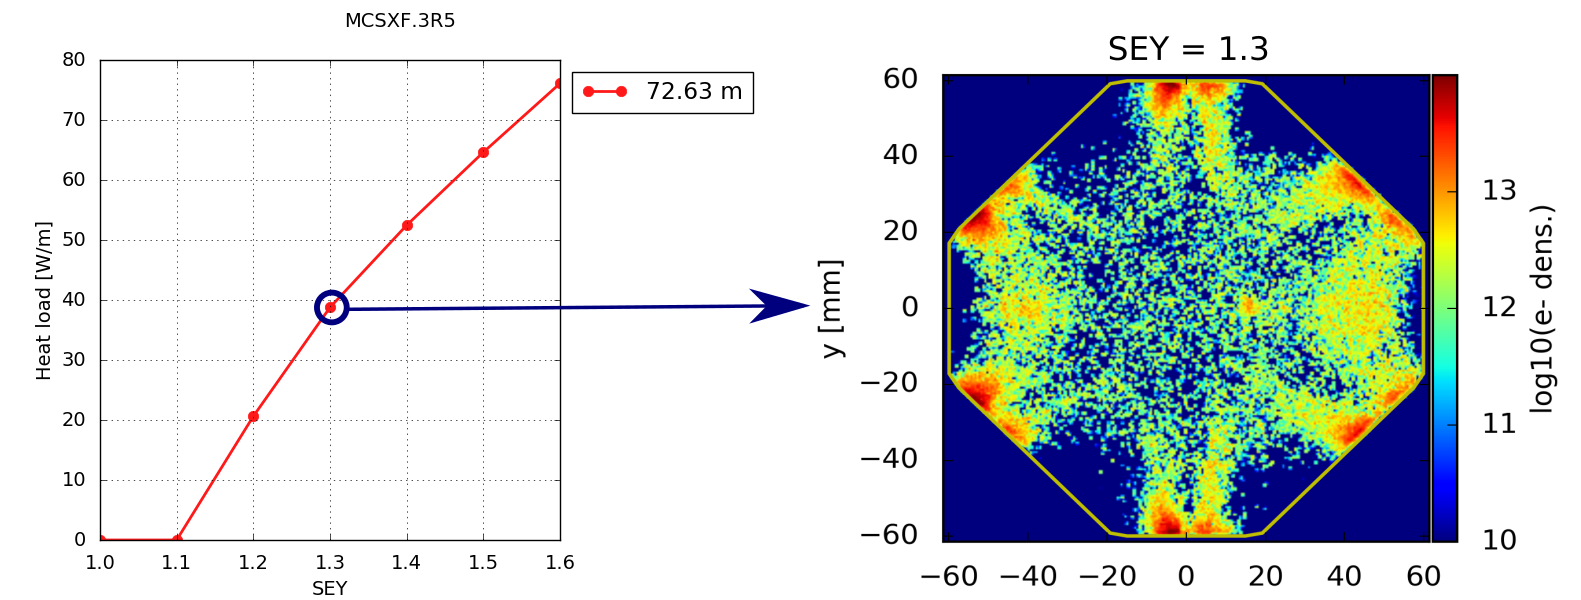 MCSXF.3R5
80
70
60
50
40
30
20
10
0
Heat load [W/m]
1.0 1.1 1.2 1.3 1.4 1.5 1.6
SEY
72.63 m
SEY = 1.3
60
40
20
0
−20
−40
−60
y [mm]
−60 −40 −20 0 20 40 60
13
12
11
10
log10(e- dens.)